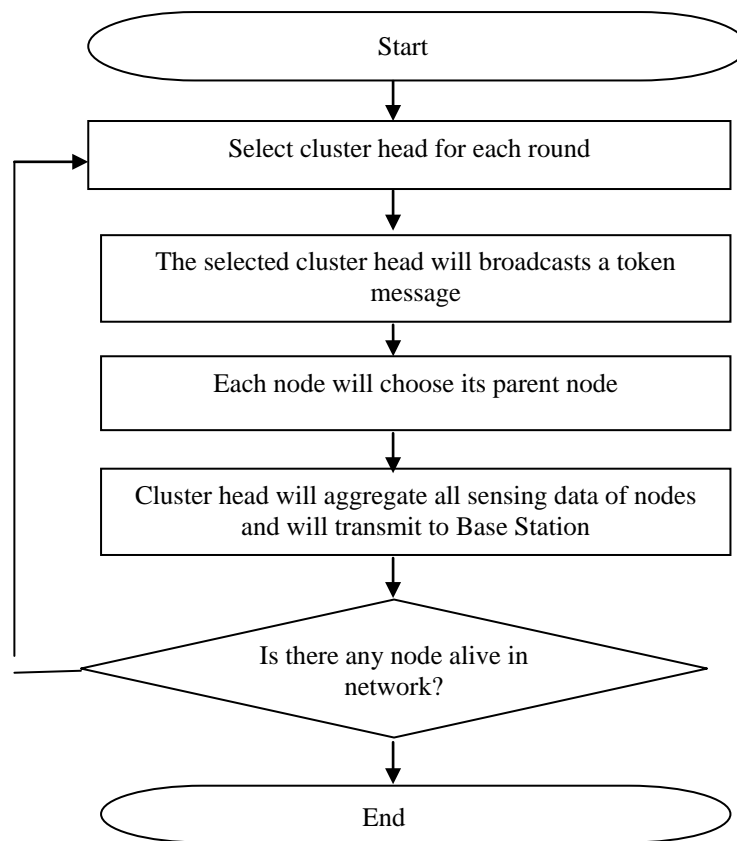 Start
Select cluster head for each round
The selected cluster head will broadcasts a token
message
Each node will choose its parent node
Cluster head will aggregate all sensing data of nodes
and will transmit to Base Station
Is there any node alive in
network?
End